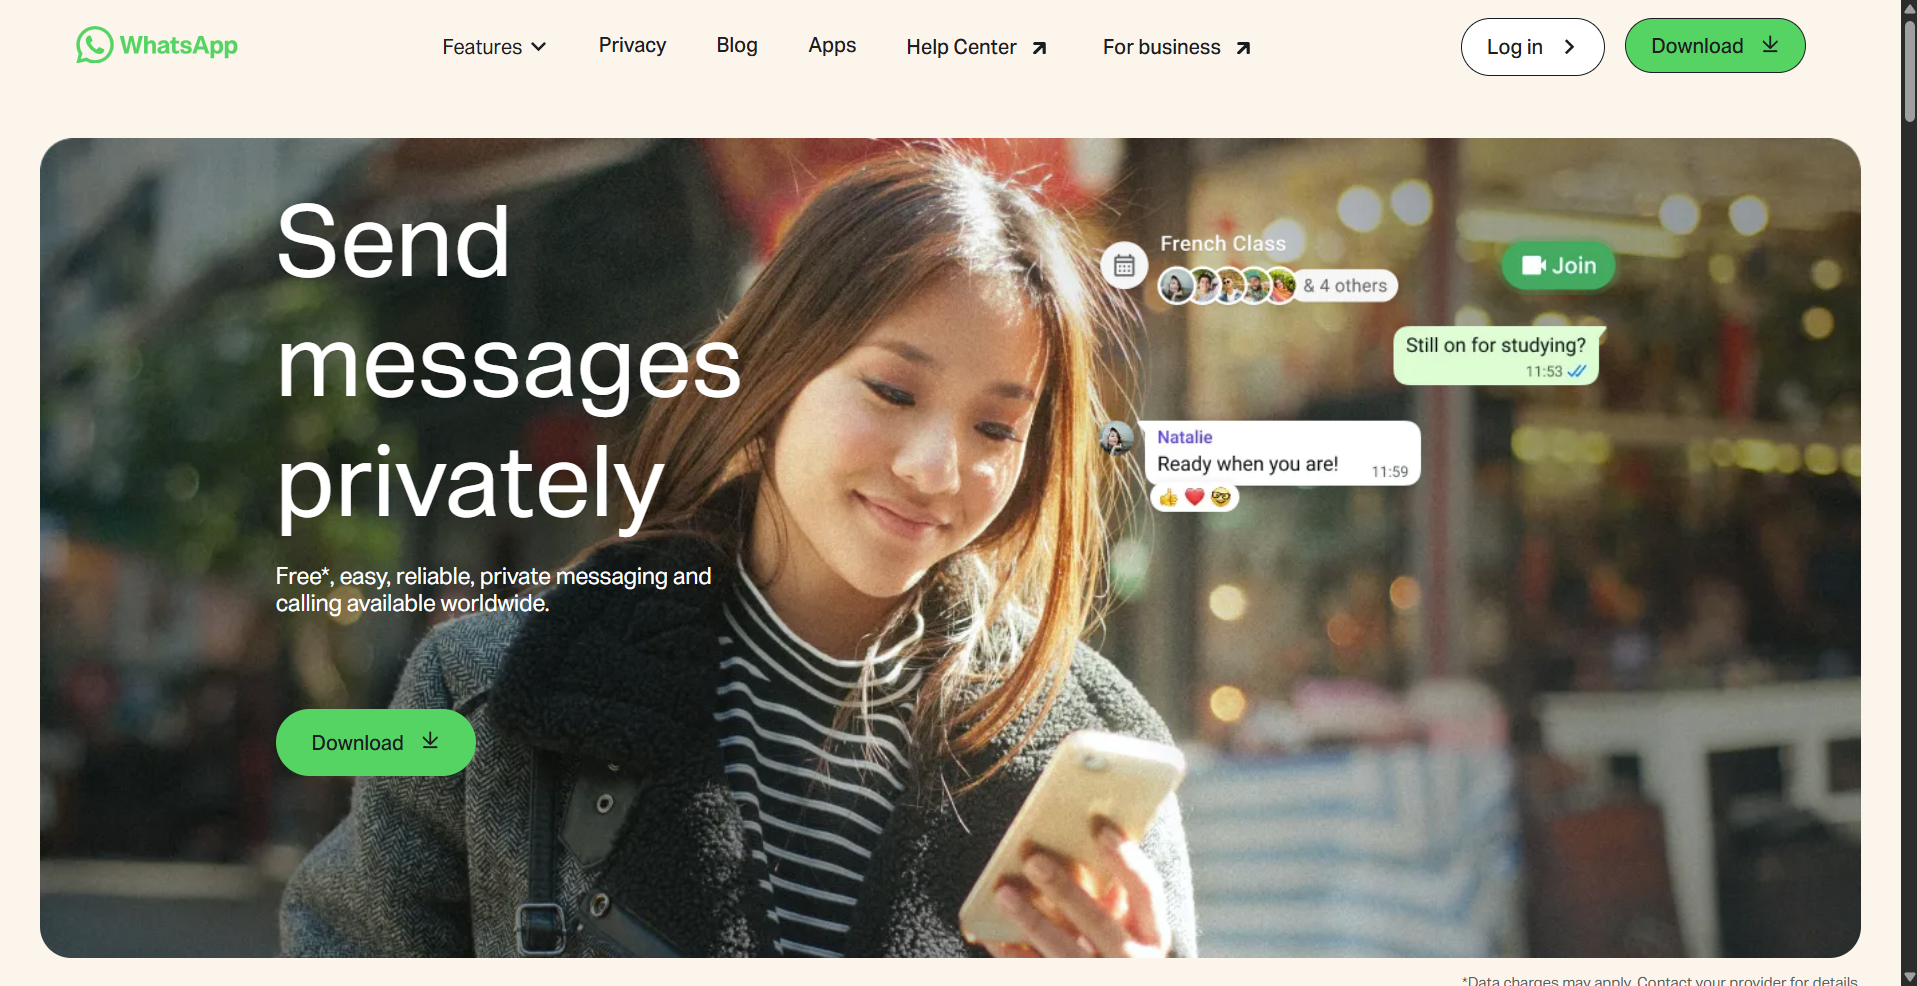 WhatsApp
Features
Privacy
Blog
Apps
Help Center
For business
Log in
Download
Send
messages
privately
Free*, easy, reliable, private messaging and
calling available worldwide.
Download
French Class
& 4 others
Join
Still on for studying?
11:53
Natalie
Ready when you are!
11:59
*Data charges may apply. Contact your provider for details.